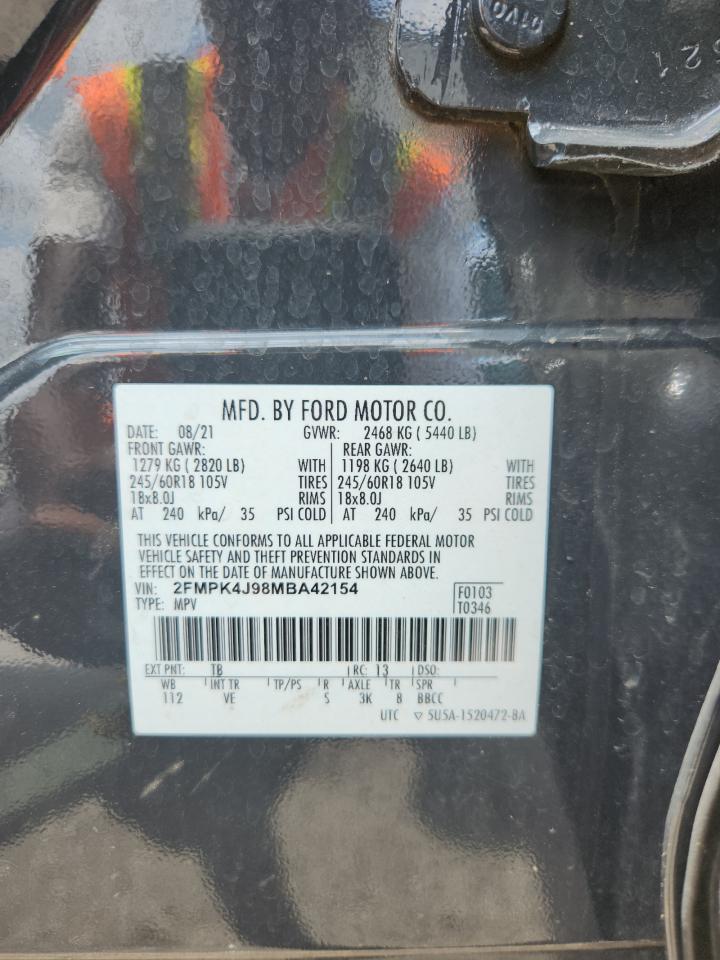 01VO
521
MFD. BY FORD MOTOR CO.
DATE: 08/21 GVWR: 2468 KG ( 5440 LB)
FRONT GAWR: REAR GAWR:
1279 KG ( 2820 LB) WITH 1198 KG ( 2640 LB) WITH
245/60R18 105V TIRES 245/60R18 105V TIRES
18x8.0J RIMS 18x8.0J RIMS
AT 240 kPa/ 35 PSI COLD AT 240 kPa/ 35 PSI COLD
THIS VEHICLE CONFORMS TO ALL APPLICABLE FEDERAL MOTOR
VEHICLE SAFETY AND THEFT PREVENTION STANDARDS IN
EFFECT ON THE DATE OF MANUFACTURE SHOWN ABOVE.
VIN: 2FMPK4J98MBA42154 F0103
TYPE: MPV T0346
EXT PNT: TB RC: 13 DSO:
WB INT TR TP/PS R AXLE TR SPR
112 VE S 3K 8 BBCC
UTC ▽ 5U5A-1520472-BA